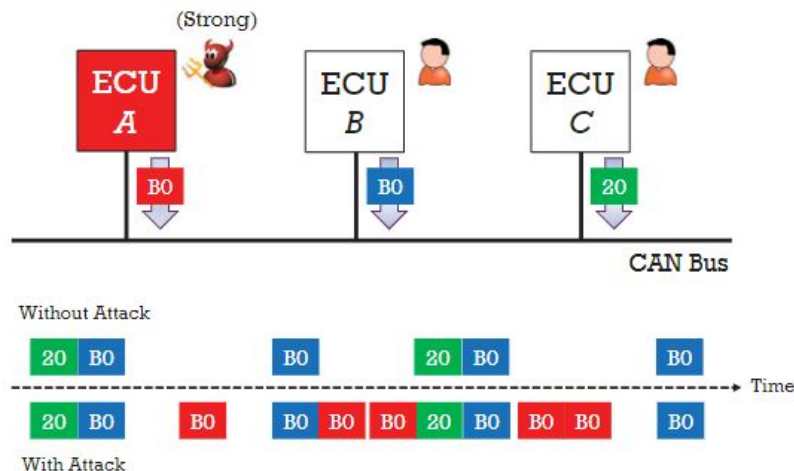 (Strong)
ECU A
ECU B
ECU C
B0
B0
20
CAN Bus
Without Attack
20 B0 B0 20 B0 B0
Time
20 B0 B0 B0 B0 B0 20 B0 B0 B0 B0
With Attack